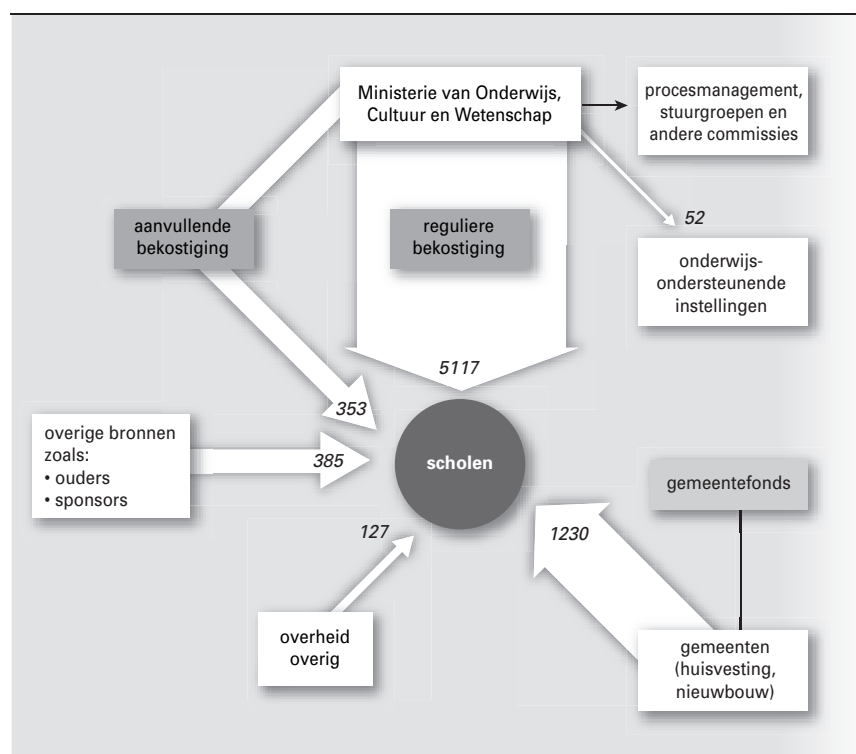 Ministerie van Onderwijs,
Cultuur en Wetenschap
procesmanagement,
stuurgroepen en
andere commissies
aanvullende
bekostiging
reguliere
bekostiging
52
onderwijs-
ondersteunende
instellingen
5117
353
overige bronnen
zoals:
• ouders
• sponsors
385
scholen
gemeentefonds
127
1230
overheid
overig
gemeenten
(huisvesting,
nieuwbouw)